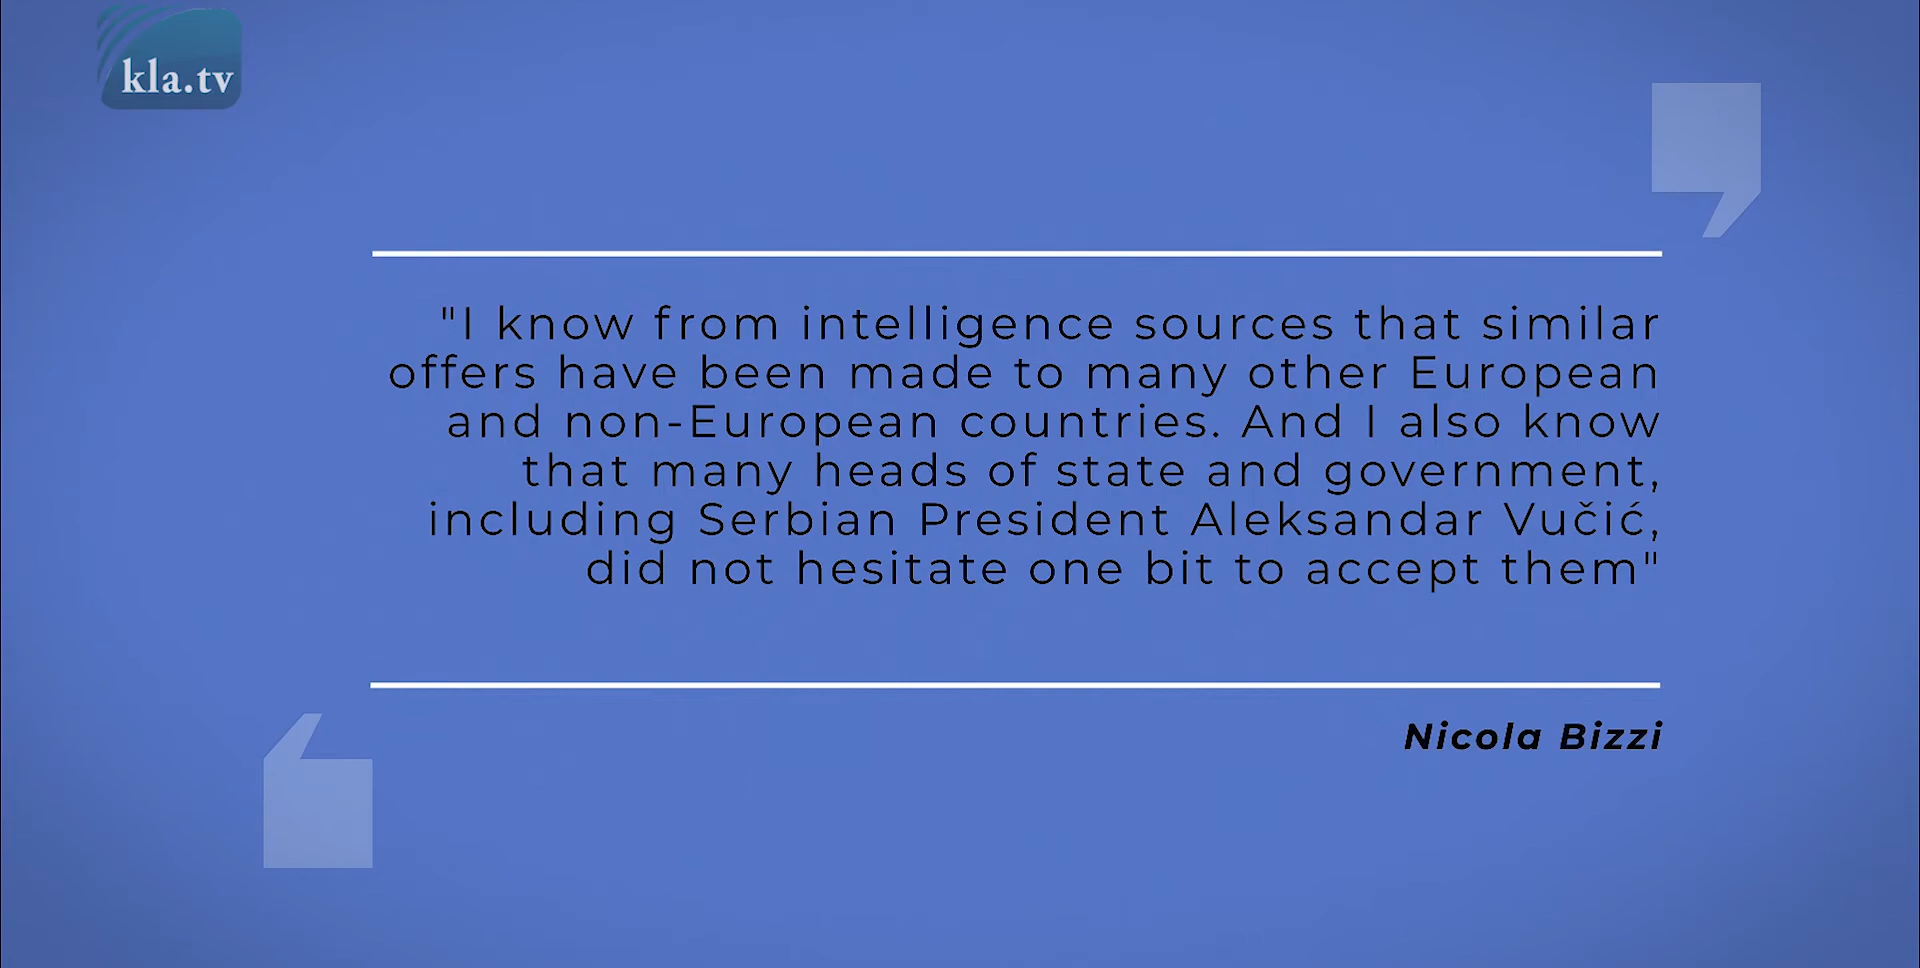 kla.tv
"I know from intelligence sources that similar
offers have been made to many other European
and non-European countries. And I also know
that many heads of state and government,
including Serbian President Aleksandar Vučić,
did not hesitate one bit to accept them"
Nicola Bizzi